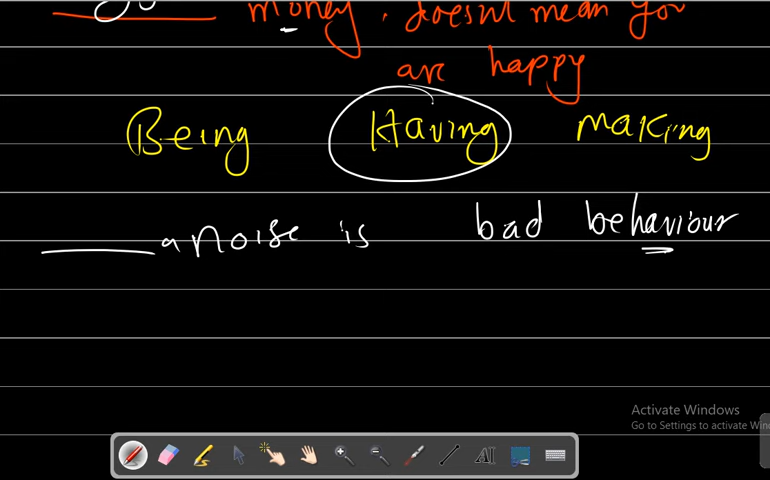 money. doesn't mean you
are happy
Being Having making
a noise is bad behaviour
Activate Windows
Go to Settings to activate Win
AI